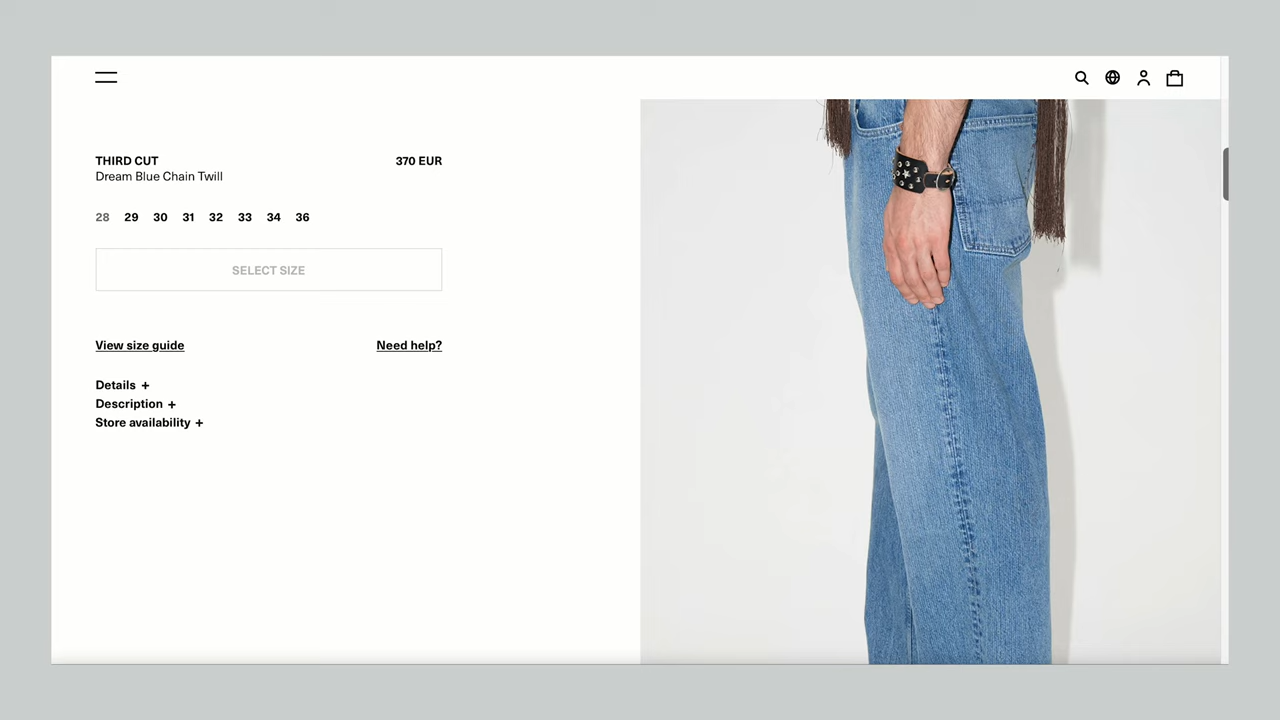 THIRD CUT 370 EUR
Dream Blue Chain Twill
28 29 30 31 32 33 34 36
SELECT SIZE
View size guide Need help?
Details +
Description +
Store availability +